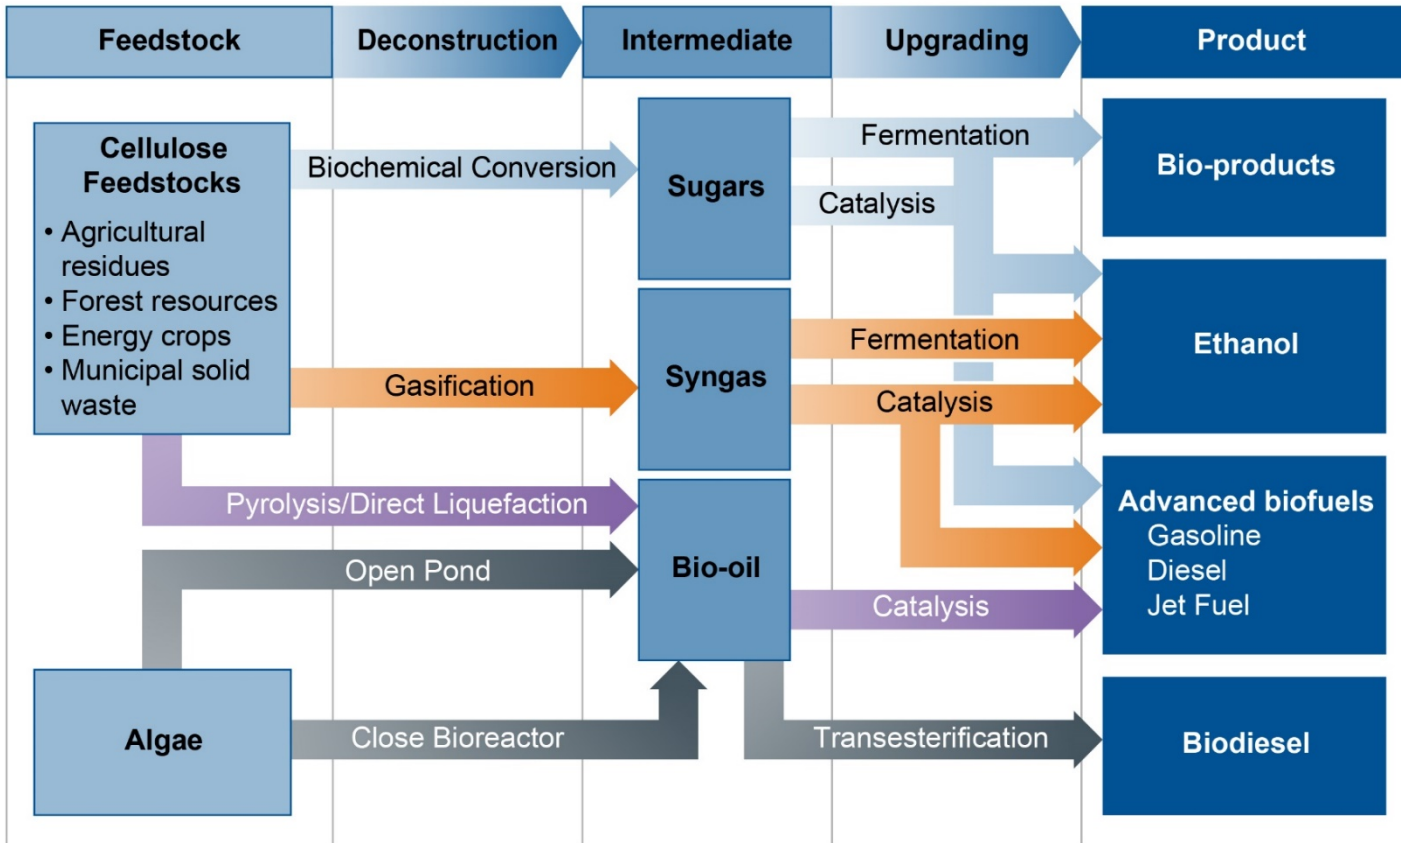 Feedstock
Deconstruction
Intermediate
Upgrading
Product
Cellulose
Feedstocks
• Agricultural
residues
• Forest resources
• Energy crops
• Municipal solid
waste
Biochemical Conversion
Sugars
Fermentation
Catalysis
Bio-products
Gasification
Syngas
Fermentation
Catalysis
Ethanol
Pyrolysis/Direct Liquefaction
Open Pond
Bio-oil
Catalysis
Advanced biofuels
Gasoline
Diesel
Jet Fuel
Algae
Close Bioreactor
Transesterification
Biodiesel